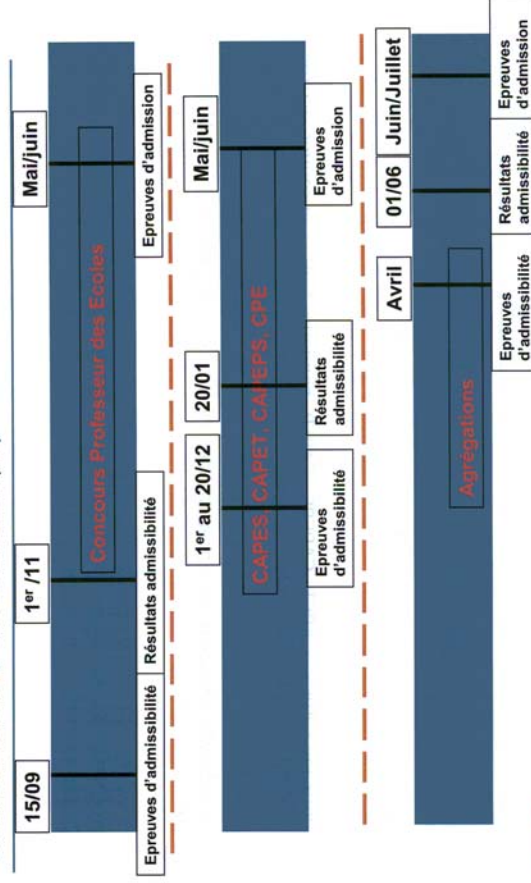 15/09
1er /11
Mai/juin
Concours Professeur des Ecoles
Epreuves d'admissibilité
Résultats admissibilité
Epreuves d'admission
1er au 20/12
20/01
Mai/juin
CAPES, CAPET, CAPEPS, CPE
Epreuves
d'admissibilité
Résultats
admissibilité
Epreuves
d'admission
Avril
01/06
Juin/Juillet
Agrégations
Epreuves
d'admissibilité
Résultats
admissibilité
Epreuves
d'admission